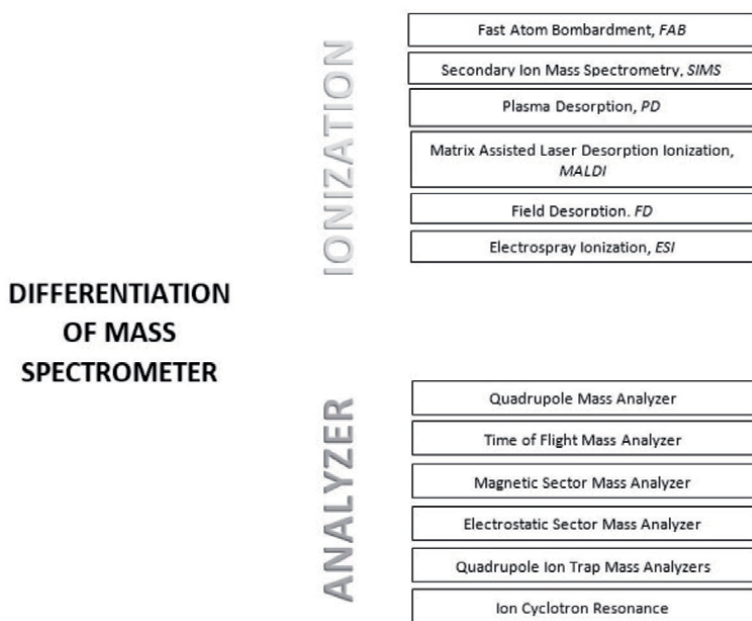 DIFFERENTIATION
OF MASS
SPECTROMETER
IONIZATION
Fast Atom Bombardment, FAB
Secondary Ion Mass Spectrometry, SIMS
Plasma Desorption, PD
Matrix Assisted Laser Desorption Ionization,
MALDI
Field Desorption, FD
Electrospray Ionization, ESI
ANALYZER
Quadrupole Mass Analyzer
Time of Flight Mass Analyzer
Magnetic Sector Mass Analyzer
Electrostatic Sector Mass Analyzer
Quadrupole Ion Trap Mass Analyzers
Ion Cyclotron Resonance